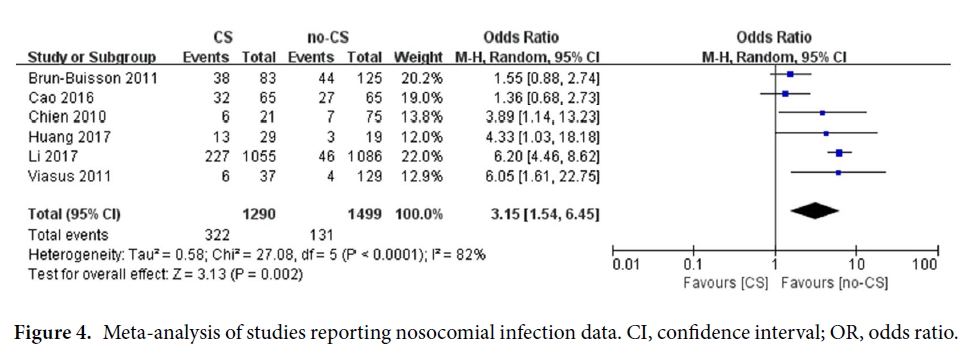 CS no-CS Odds Ratio Odds Ratio
Study or Subgroup Events Total Events Total Weight M-H, Random, 95% CI M-H, Random, 95% CI
Brun-Buisson 2011 38 83 44 125 20.2% 1.55 [0.88, 2.74]
Cao 2016 32 65 27 65 19.0% 1.36 [0.68, 2.73]
Chien 2010 6 21 7 75 13.8% 3.89 [1.14, 13.23]
Huang 2017 13 29 3 19 12.0% 4.33 [1.03, 18.18]
Li 2017 227 1055 46 1086 22.0% 6.20 [4.46, 8.62]
Viasus 2011 6 37 4 129 12.9% 6.05 [1.61, 22.75]
Total (95% CI) 1290 1499 100.0% 3.15 [1.54, 6.45]
Total events 322 131
Heterogeneity: Tau² = 0.58; Chi² = 27.08, df = 5 (P < 0.0001); I² = 82%
Test for overall effect: Z = 3.13 (P = 0.002)
0.01 0.1 1 10 100
Favours [CS] Favours [no-CS]
Figure 4. Meta-analysis of studies reporting nosocomial infection data. CI, confidence interval; OR, odds ratio.